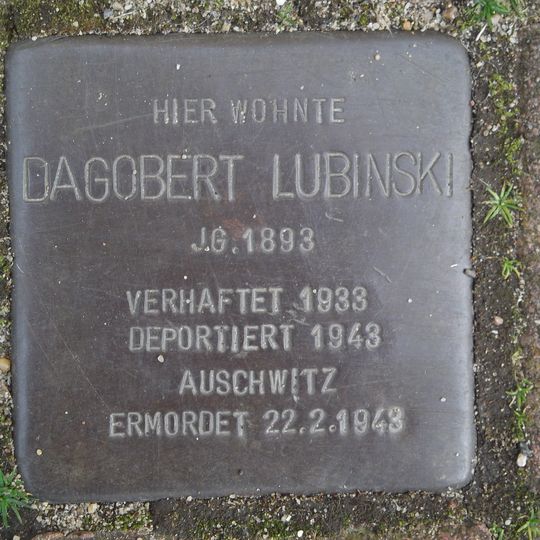 HIER WOHNTE
DAGOBERT LUBINSKI
JG. 1893
VERHAFTET 1933
DEPORTIERT 1943
AUSCHWITZ
ERMORDET 22.2.1943